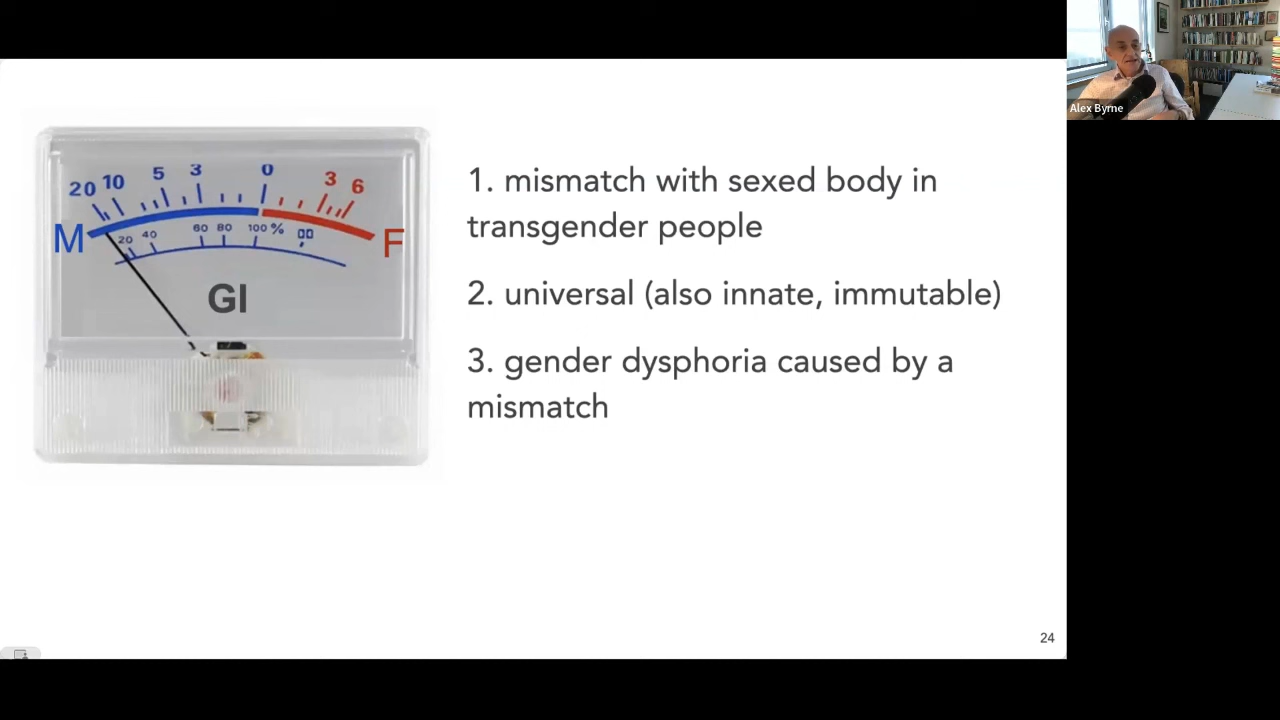 Alex Byrne
20 10 5 3 0 3 6
M F
20 40 60 80 100%
GI
1. mismatch with sexed body in
transgender people
2. universal (also innate, immutable)
3. gender dysphoria caused by a
mismatch
24